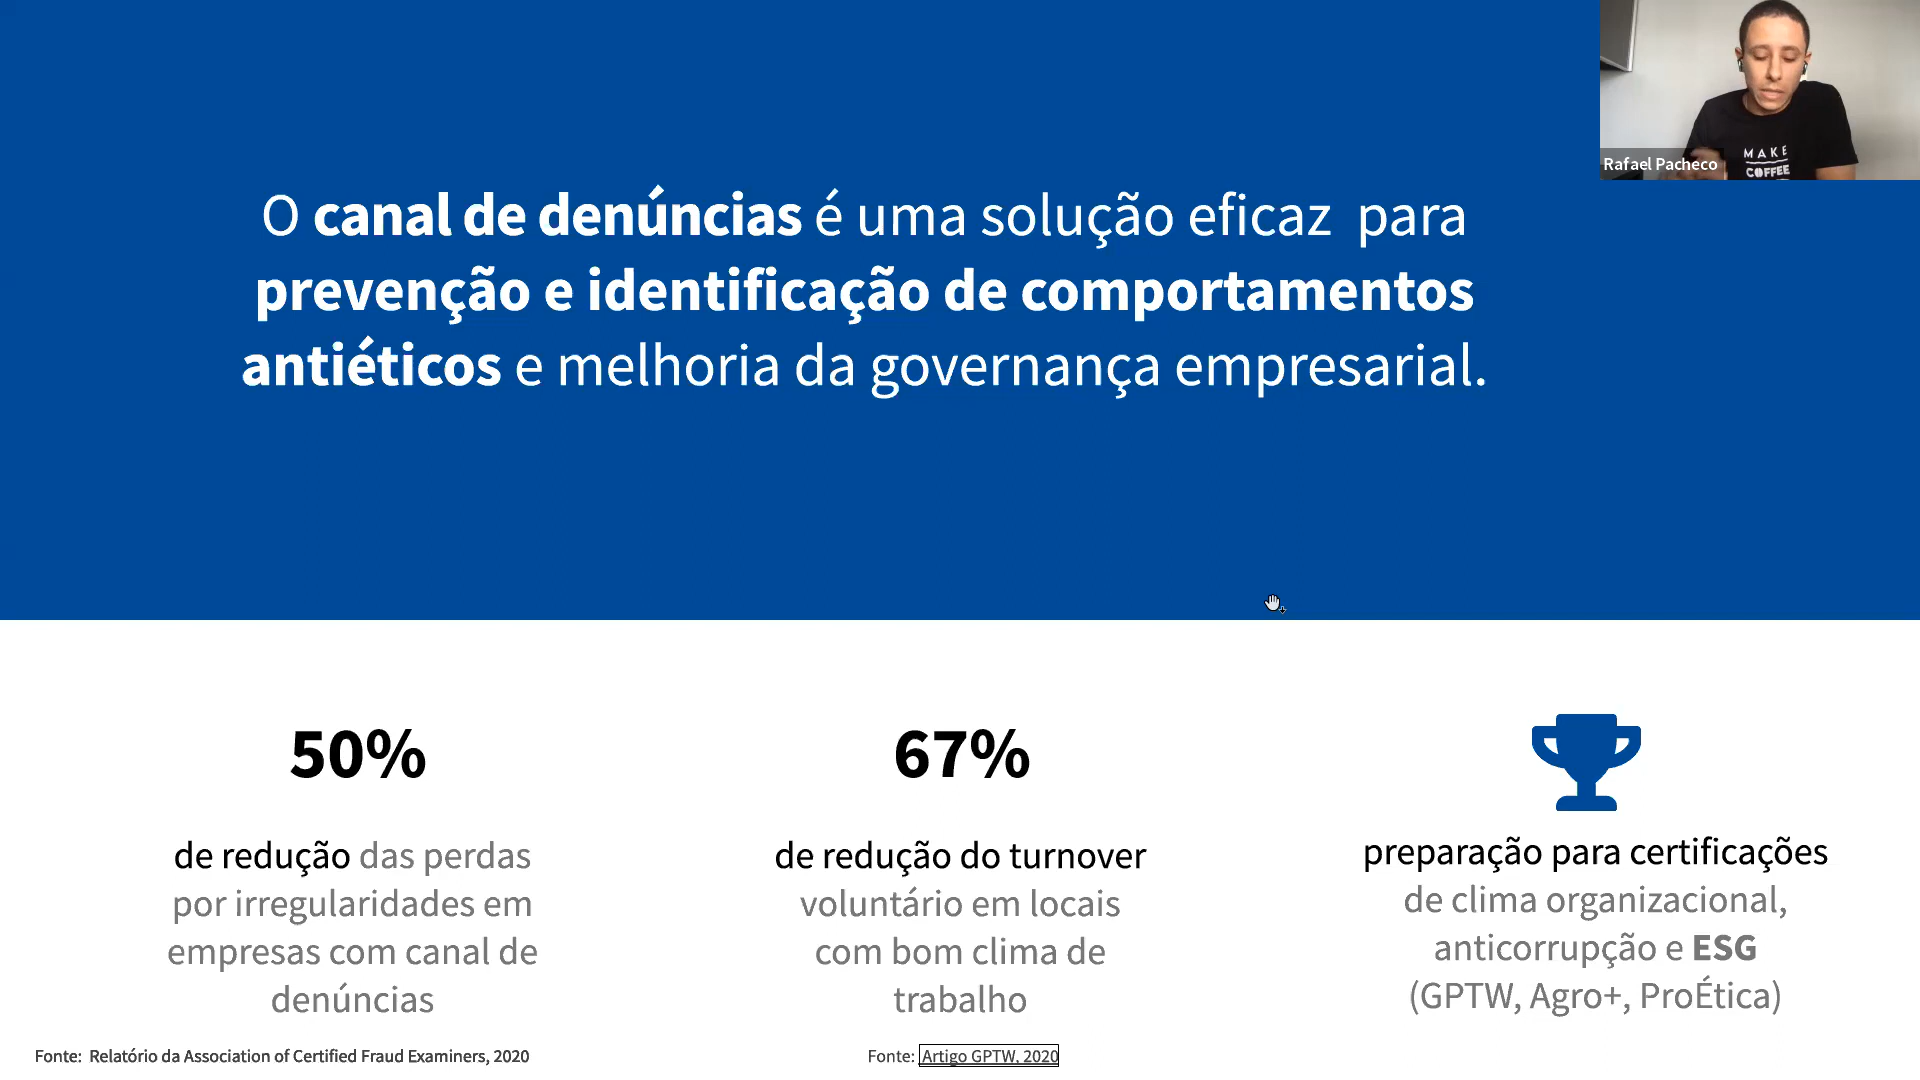 O canal de denúncias é uma solução eficaz para
prevenção e identificação de comportamentos
antiéticos e melhoria da governança empresarial.
Rafael Pacheco
MAKE
COFFEE
50%
de redução das perdas
por irregularidades em
empresas com canal de
denúncias
Fonte: Relatório da Association of Certified Fraud Examiners, 2020
67%
de redução do turnover
voluntário em locais
com bom clima de
trabalho
Fonte: Artigo GPTW, 2020
preparação para certificações
de clima organizacional,
anticorrupção e ESG
(GPTW, Agro+, ProÉtica)